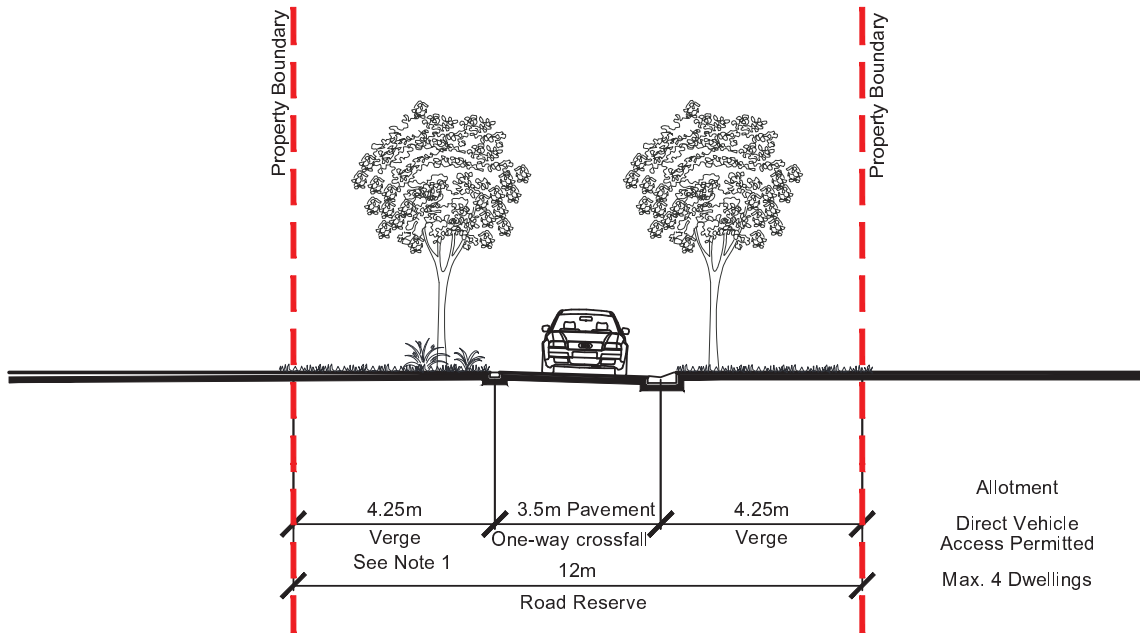 Property Boundary
Property Boundary
4.25m
Verge
See Note 1
3.5m Pavement
One-way crossfall
4.25m
Verge
12m
Road Reserve
Allotment
Direct Vehicle
Access Permitted
Max. 4 Dwellings